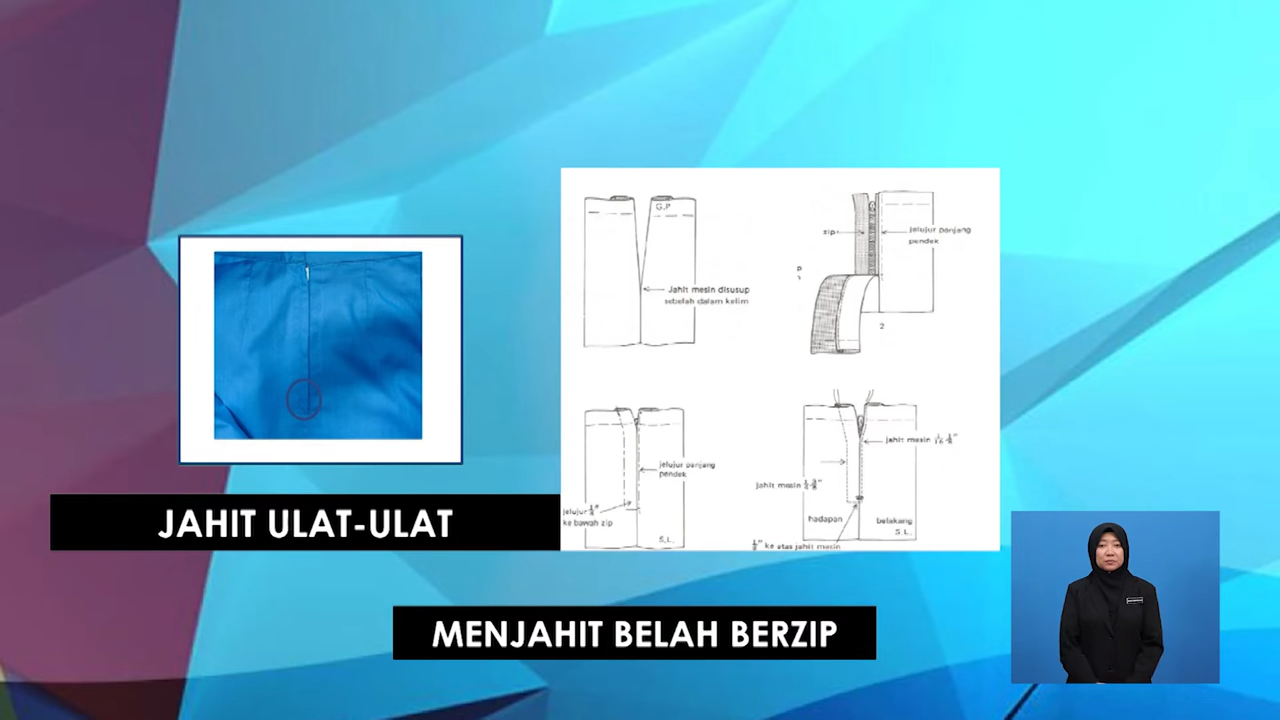 G.P
Jahit mesin disusup
sebelah dalam kelim
zip
jelujur panjang
pendek
2
JAHIT ULAT-ULAT
jelujur panjang
pendek
jelujur
ke bawah zip
S.L.
jahit mesin
jahit mesin
hadapan
belakang
S.L.
ke atas jahit mesin
MENJAHIT BELAH BERZIP